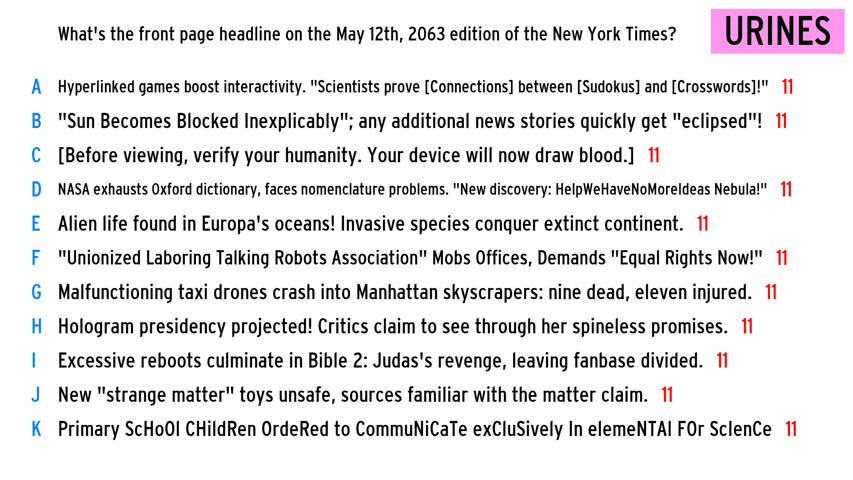 What's the front page headline on the May 12th, 2063 edition of the New York Times? URINES
A Hyperlinked games boost interactivity. "Scientists prove [Connections] between [Sudokus] and [Crosswords]!" 11
B "Sun Becomes Blocked Inexplicably"; any additional news stories quickly get "eclipsed"! 11
C [Before viewing, verify your humanity. Your device will now draw blood.] 11
D NASA exhausts Oxford dictionary, faces nomenclature problems. "New discovery: HelpWeHaveNoMoreIdeas Nebula!" 11
E Alien life found in Europa's oceans! Invasive species conquer extinct continent. 11
F "Unionized Laboring Talking Robots Association" Mobs Offices, Demands "Equal Rights Now!" 11
G Malfunctioning taxi drones crash into Manhattan skyscrapers: nine dead, eleven injured. 11
H Hologram presidency projected! Critics claim to see through her spineless promises. 11
I Excessive reboots culminate in Bible 2: Judas's revenge, leaving fanbase divided. 11
J New "strange matter" toys unsafe, sources familiar with the matter claim. 11
K Primary ScHoOl CHildRen OrdeRed to CommuNiCaTe exCluSively In elemeNTAl FOr ScIenCe 11